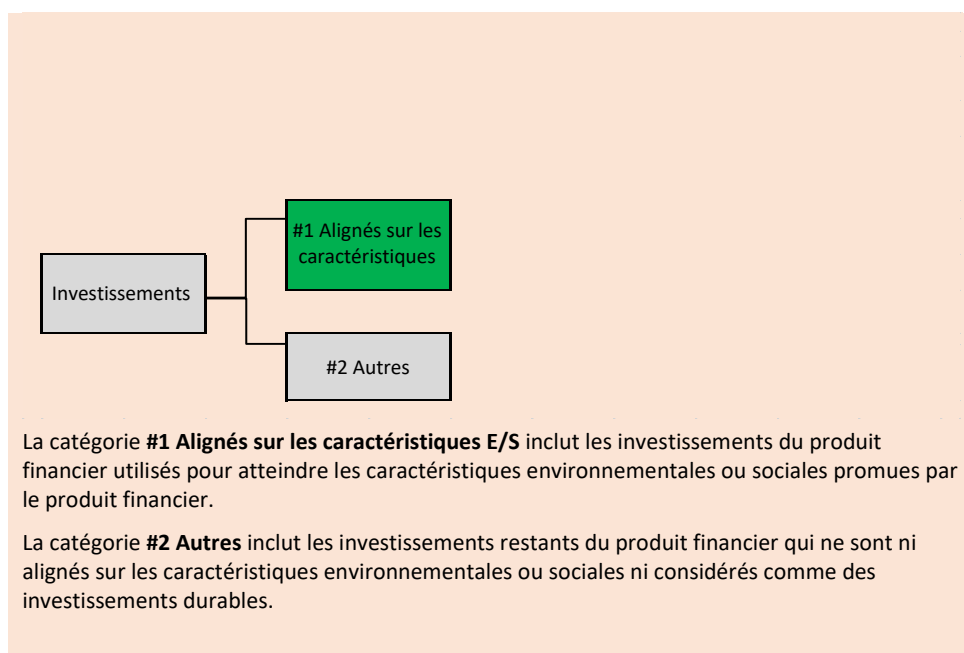 #1 Alignés sur les
caractéristiques
Investissements
#2 Autres
La catégorie #1 Alignés sur les caractéristiques E/S inclut les investissements du produit
financier utilisés pour atteindre les caractéristiques environnementales ou sociales promues par
le produit financier.
La catégorie #2 Autres inclut les investissements restants du produit financier qui ne sont ni
alignés sur les caractéristiques environnementales ou sociales ni considérés comme des
investissements durables.